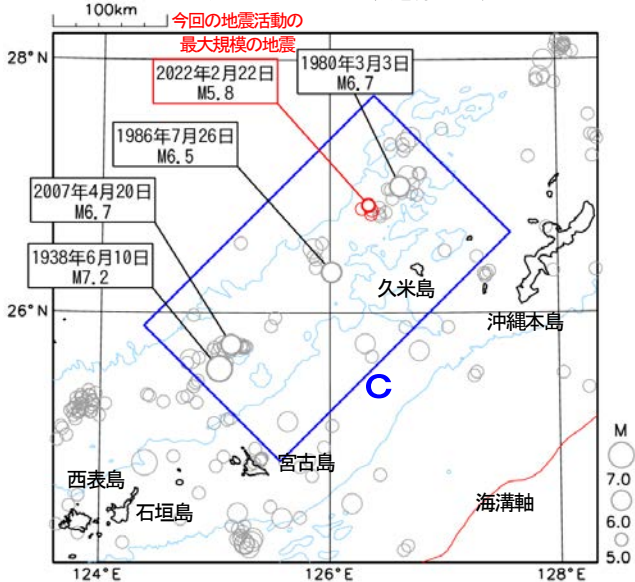 100km
今回の地震活動の
最大規模の地震
28°N
1980年3月3日
M6.7
2022年2月22日
M5.8
1986年7月26日
M6.5
2007年4月20日
M6.7
1938年6月10日
M7.2
久米島
26°N
沖縄本島
C
M
7.0
6.0
5.0
宮古島
西表島
石垣島
海溝軸
124°E
126°E
128°E